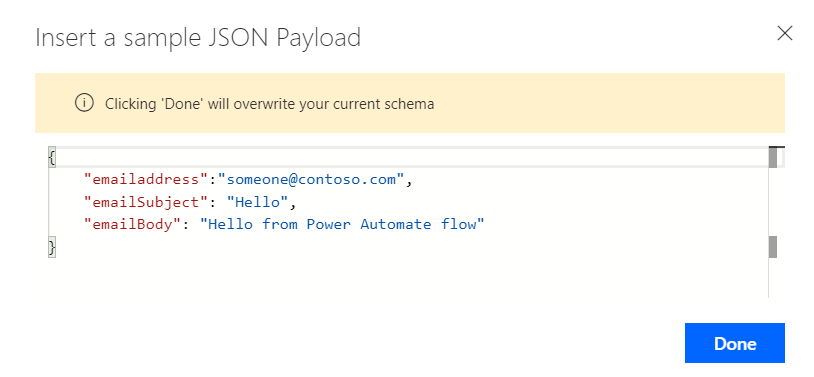 Insert a sample JSON Payload
Clicking 'Done' will overwrite your current schema
{
"emailaddress":"someone@contoso.com",
"emailSubject": "Hello",
"emailBody": "Hello from Power Automate flow"
}
Done